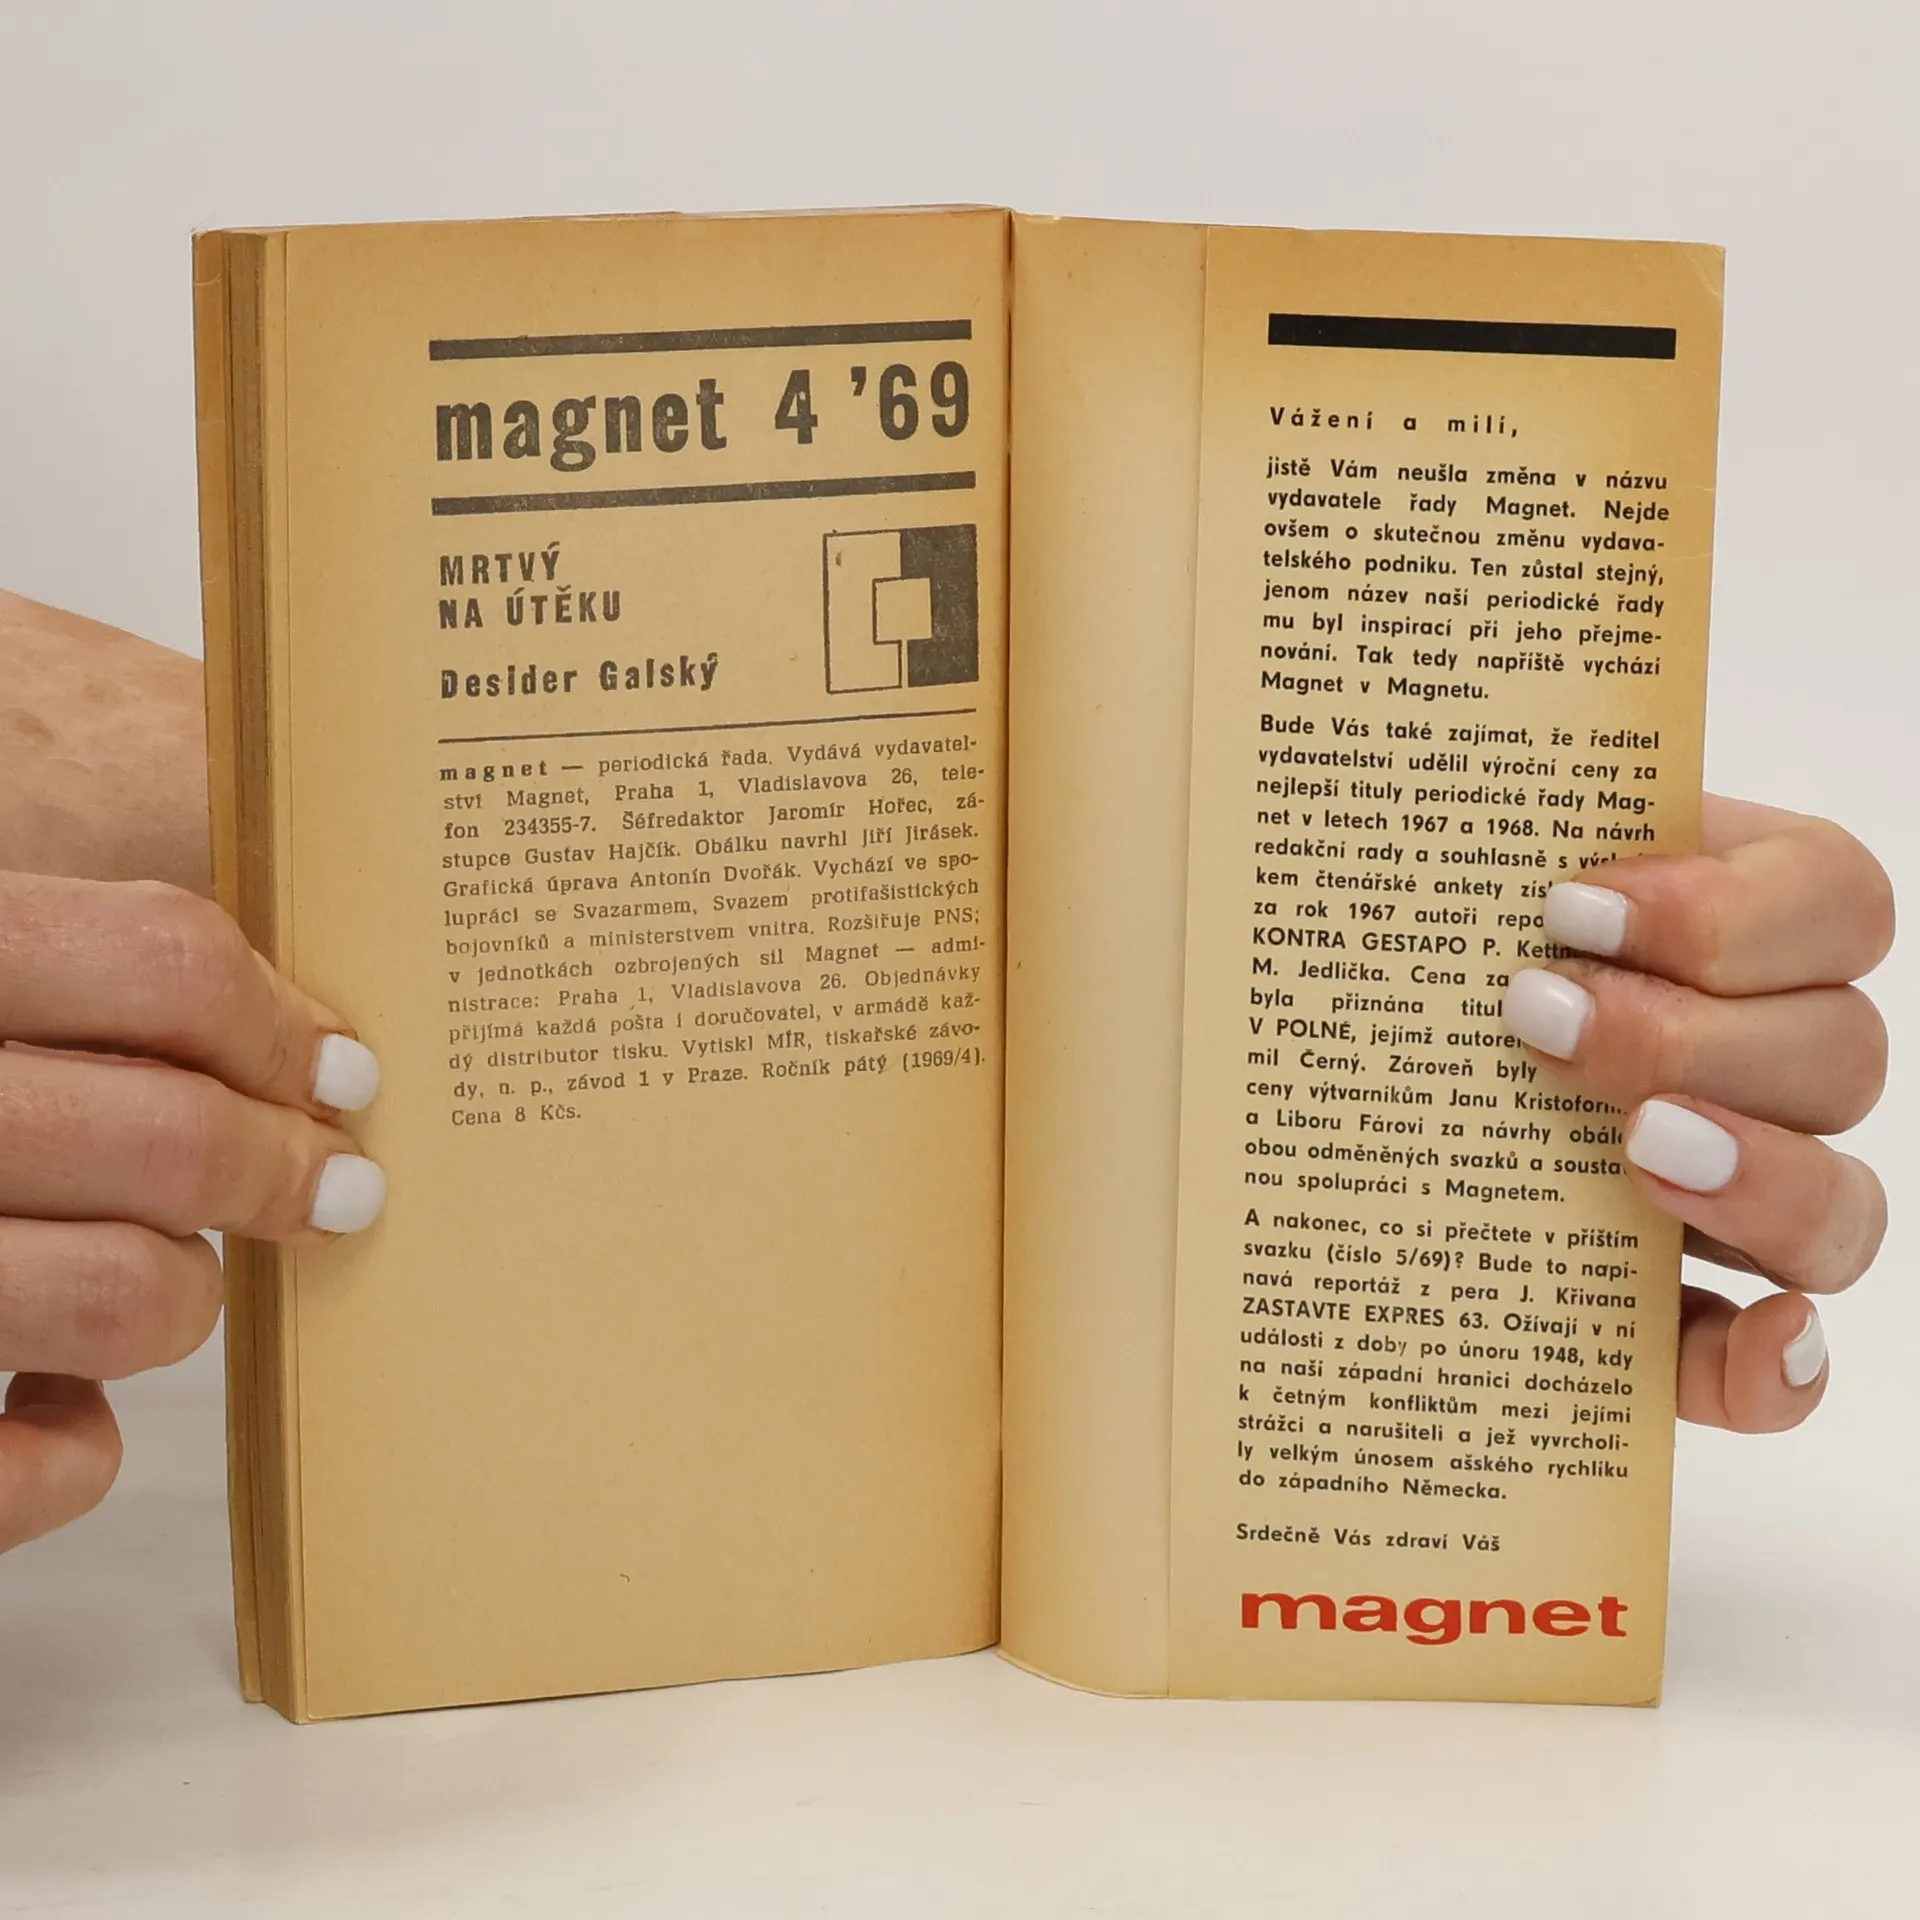 magnet 4 ’69
MRTVÝ
NA ÚTĚKU
Desider Galský
magnet — periodická řada. Vydává vydavatel-
ství Magnet, Praha 1, Vladislavova 26, tele-
fon 234355-7. Šéfredaktor Jaromír Hořec, zá-
stupce Gustav Hajčík. Obálku navrhl Jiří Jirásek.
Grafická úprava Antonín Dvořák. Vychází ve spo-
lupráci se Svazarmem, Svazem protifašistických
bojovníků a ministerstvem vnitra. Rozšiřuje PNS;
v jednotkách ozbrojených sil Magnet — admi-
nistrace: Praha 1, Vladislavova 26. Objednávky
přijímá každá pošta i doručovatel, v armádě kaž-
dý distributor tisku. Vytiskl MÍR, tiskařské závo-
dy, n. p., závod 1 v Praze. Ročník pátý (1969/4).
Cena 8 Kčs.
Vážení a milí,
jistě Vám neušla změna v názvu
vydavatele řady Magnet. Nejde
ovšem o skutečnou změnu vydava-
telského podniku. Ten zůstal stejný,
jenom název naší periodické řady
mu byl inspirací při jeho přejme-
nování. Tak tedy napříště vychází
Magnet v Magnetu.
Bude Vás také zajímat, že ředitel
vydavatelství udělil výroční ceny za
nejlepší tituly periodické řady Mag-
net v letech 1967 a 1968. Na návrh
redakční rady a souhlasně s
kem čtenářské ankety
za rok 1967 autoři
KONTRA GESTAPO P.
M. Jedlička. Cena za
byla přiznána
V POLNÉ, jejímž
mil Černý. Zároveň byly
ceny výtvarníkům Janu
a Liboru Fárovi za návrhy
obou odměněných svazků a
nou spolupráci s Magnetem.
A nakonec, co si přečtete v příštím
svazku (číslo 5/69)? Bude to napí-
navá reportáž z pera J. Křivana
ZASTAVTE EXPRES 63. Ožívají v ní
události z doby po únoru 1948, kdy
na naší západní hranici docházelo
k četným konfliktům mezi jejími
strážci a narušiteli a jež vyvrcholi-
ly velkým únosem ašského rychlíku
do západního Německa.
Srdečně Vás zdraví Váš
magnet